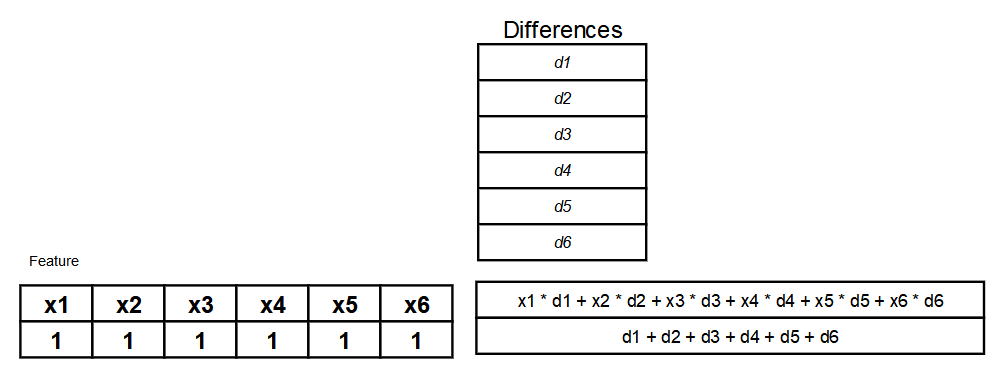 Differences
d1
d2
d3
d4
d5
d6
Feature
x1 x2 x3 x4 x5 x6
1 1 1 1 1 1
x1 * d1 + x2 * d2 + x3 * d3 + x4 * d4 + x5 * d5 + x6 * d6
d1 + d2 + d3 + d4 + d5 + d6